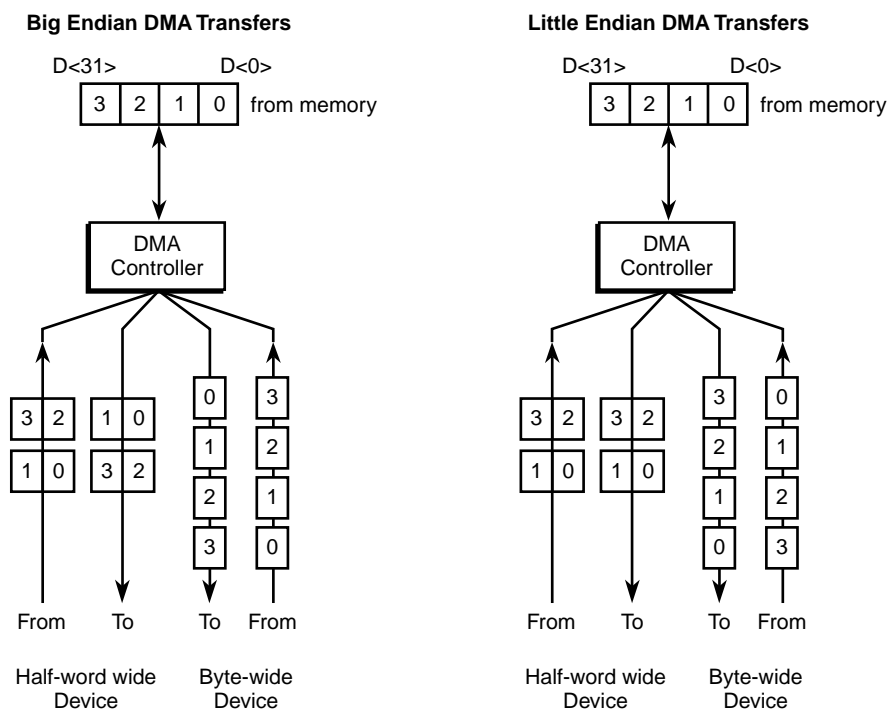 Big Endian DMA Transfers
D<31> D<0>
3 2 1 0 from memory
DMA
Controller
3 2
1 0
1 0
3 2
0
1
2
3
3
2
1
0
From To To From
Half-word wide
Device
Byte-wide
Device
Little Endian DMA Transfers
D<31> D<0>
3 2 1 0 from memory
DMA
Controller
3 2
1 0
3 2
1 0
3
2
1
0
0
1
2
3
From To To From
Half-word wide
Device
Byte-wide
Device